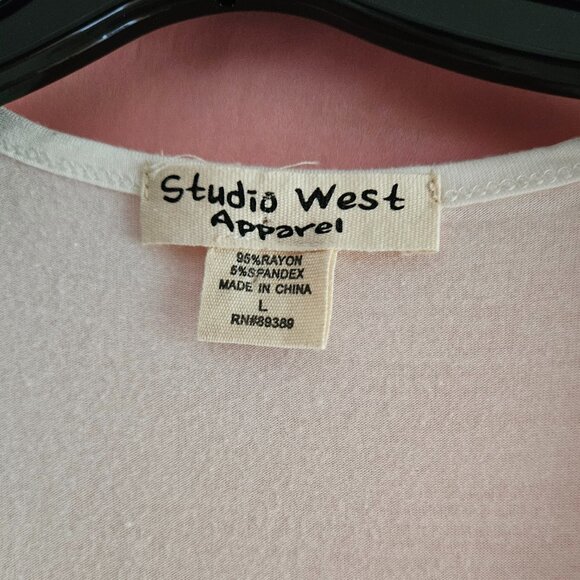 Studio West
Apparel
95%RAYON
5%SPANDEX
MADE IN CHINA
L
RN#89389